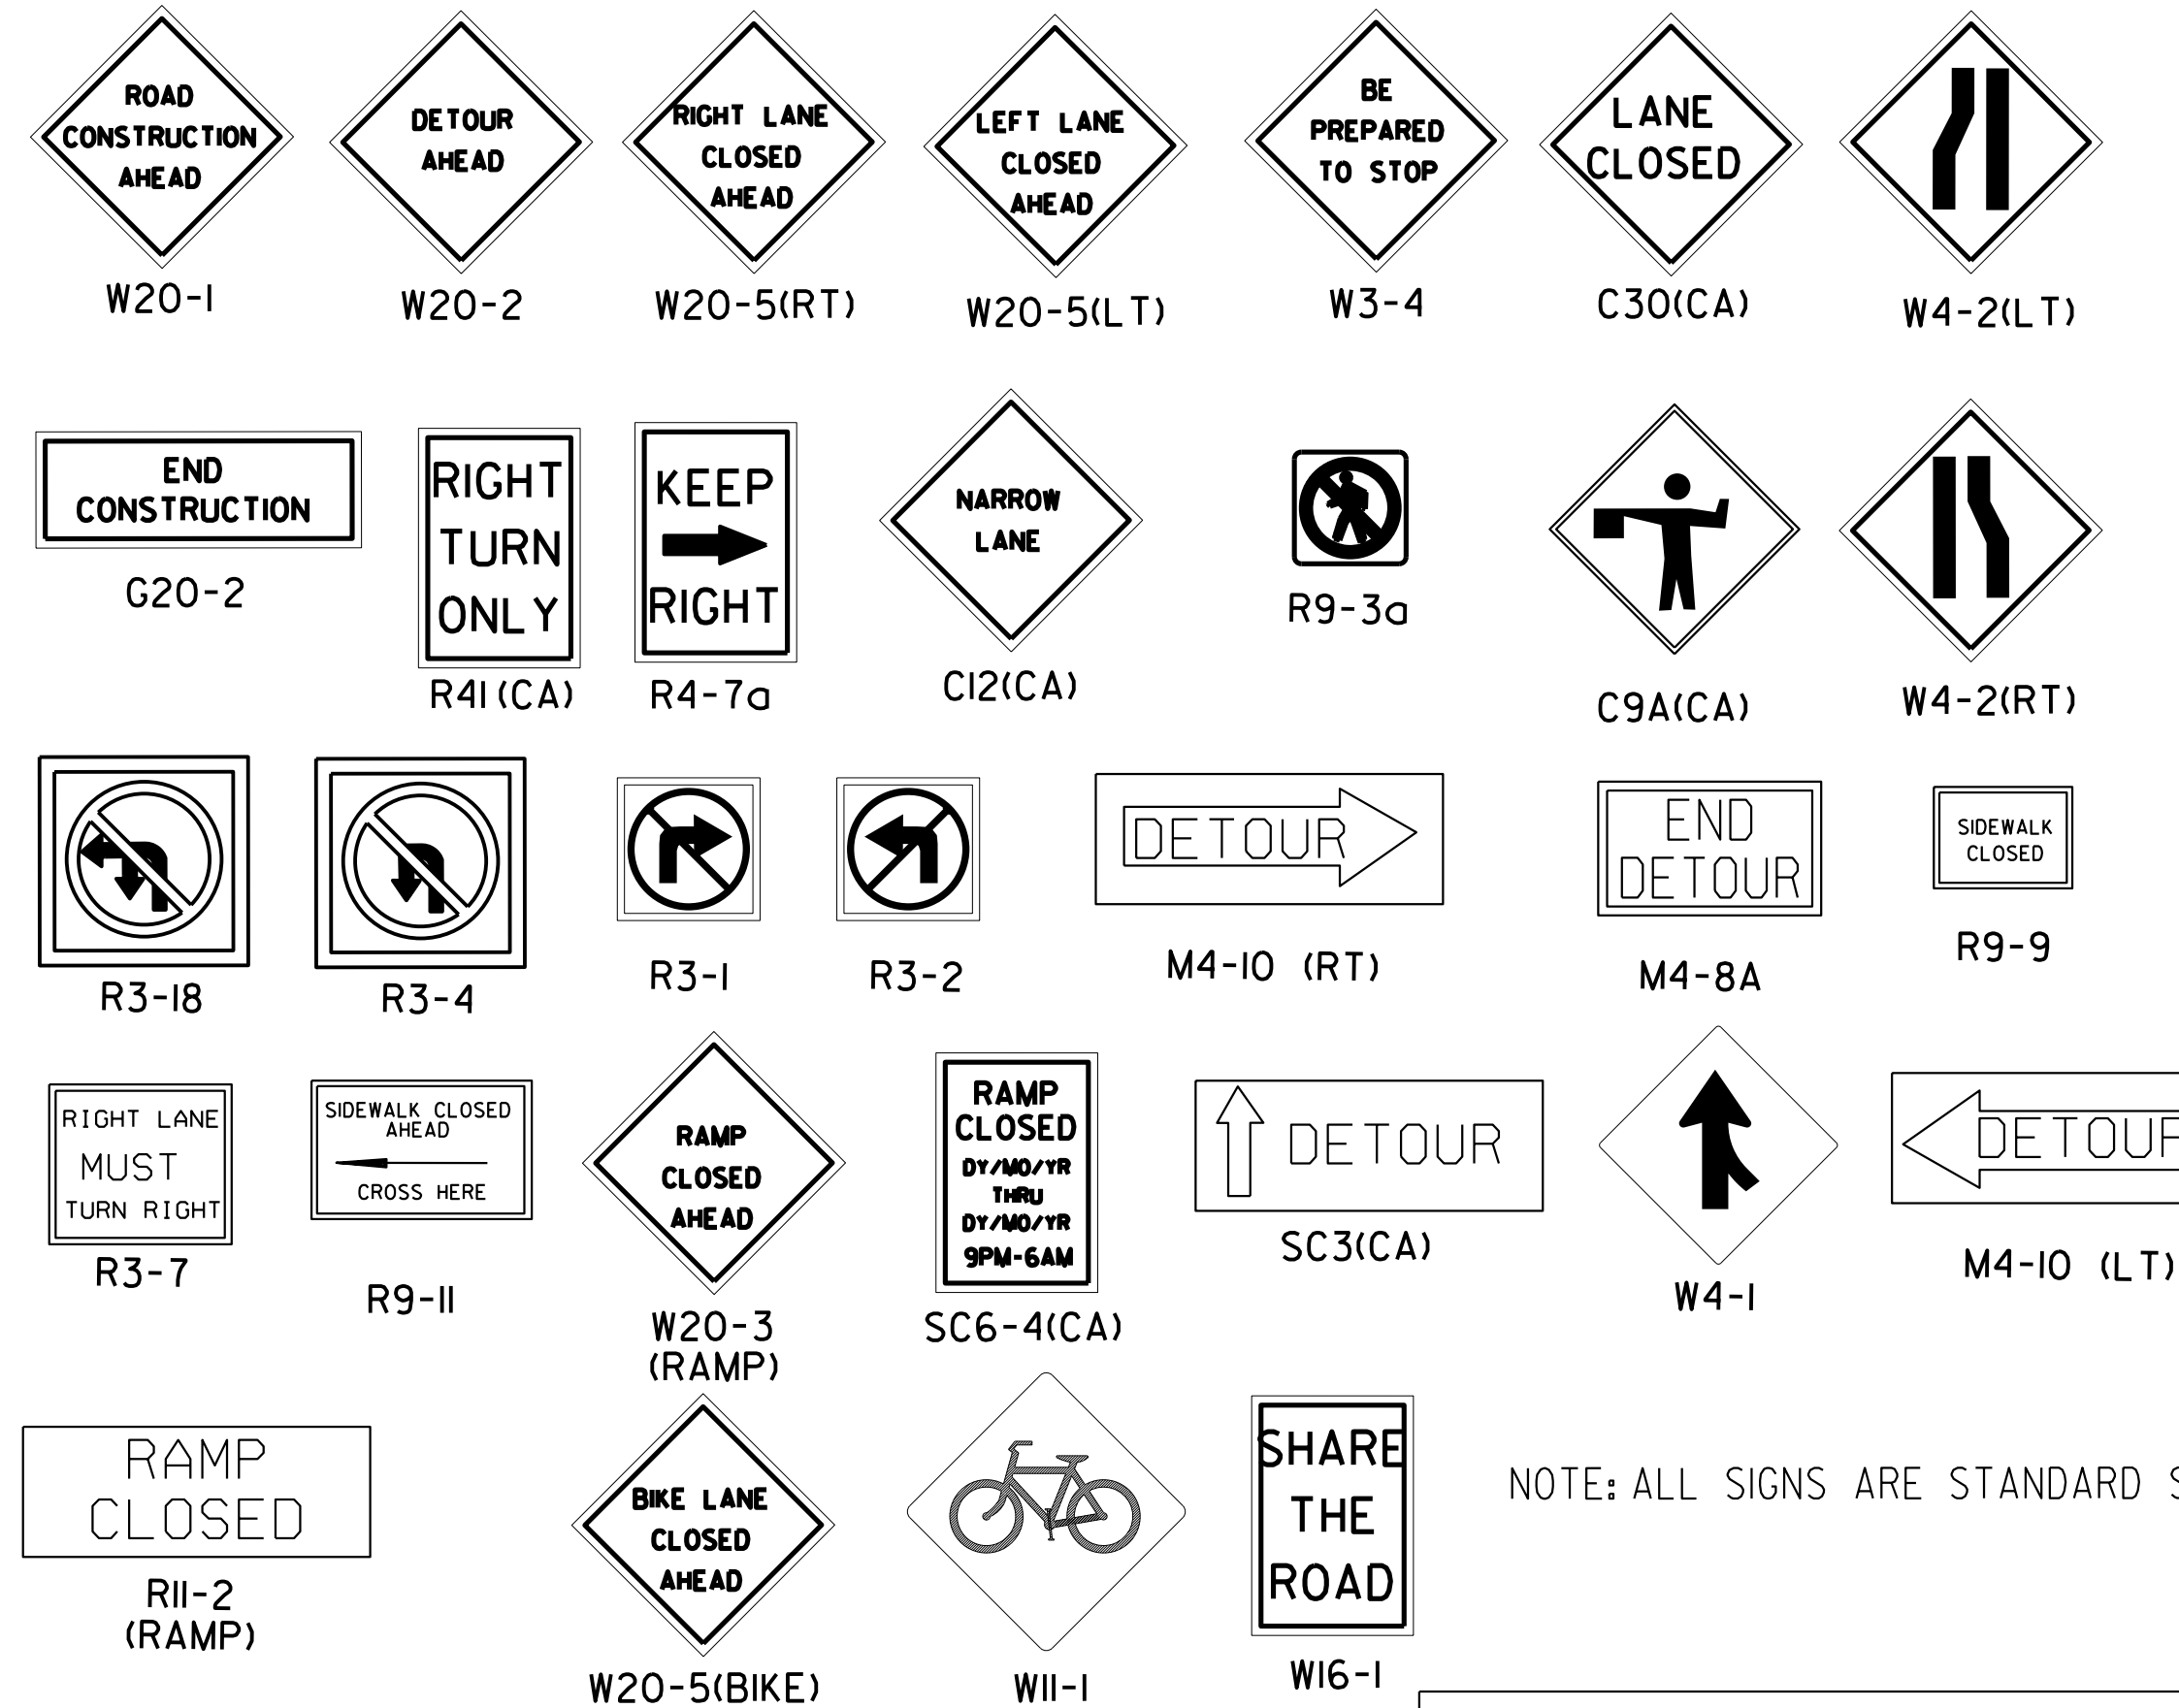 ROAD
CONSTRUCTION
AHEAD
W20-1
DETOUR
AHEAD
W20-2
RIGHT LANE
CLOSED
AHEAD
W20-5(RT)
LEFT LANE
CLOSED
AHEAD
W20-5(LT)
BE
PREPARED
TO STOP
W3-4
LANE
CLOSED
C30(CA)
W4-2(LT)
END
CONSTRUCTION
G20-2
RIGHT
TURN
ONLY
R41(CA)
KEEP
RIGHT
R4-7a
NARROW
LANE
C12(CA)
R9-3a
C9A(CA)
W4-2(RT)
R3-18
R3-4
R3-1
R3-2
DETOUR
M4-10 (RT)
END
DETOUR
M4-8A
SIDEWALK
CLOSED
R9-9
RIGHT LANE
MUST
TURN RIGHT
R3-7
SIDEWALK CLOSED
AHEAD
CROSS HERE
R9-11
RAMP
CLOSED
AHEAD
W20-3
(RAMP)
RAMP
CLOSED
DY/MO/YR
THRU
DY/MO/YR
9PM-6AM
SC6-4(CA)
DETOUR
SC3(CA)
W4-1
DETOUR
M4-10 (LT)
RAMP
CLOSED
R11-2
(RAMP)
BIKE LANE
CLOSED
AHEAD
W20-5(BIKE)
W11-1
SHARE
THE
ROAD
W16-1
NOTE: ALL SIGNS ARE STANDARD